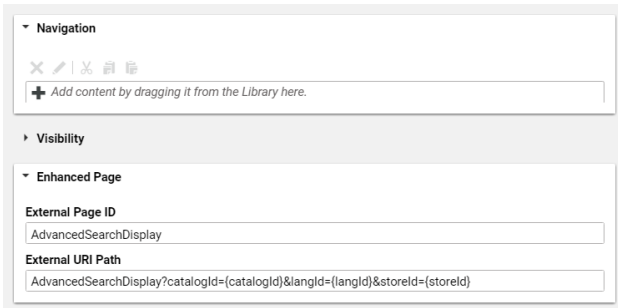 Navigation
Add content by dragging it from the Library here.
Visibility
Enhanced Page
External Page ID
AdvancedSearchDisplay
External URI Path
AdvancedSearchDisplay?catalogId={catalogId}&langId={langId}&storeId={storeId}